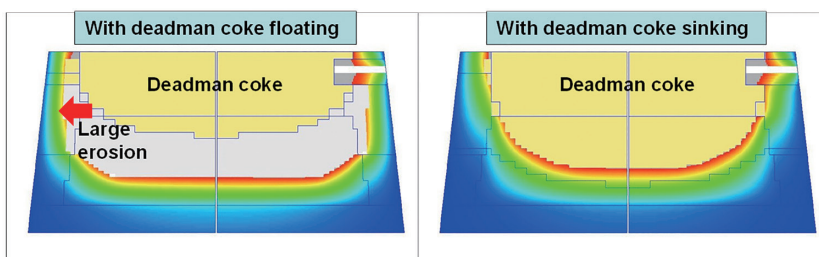 With deadman coke floating
Deadman coke
Large
erosion
With deadman coke sinking
Deadman coke